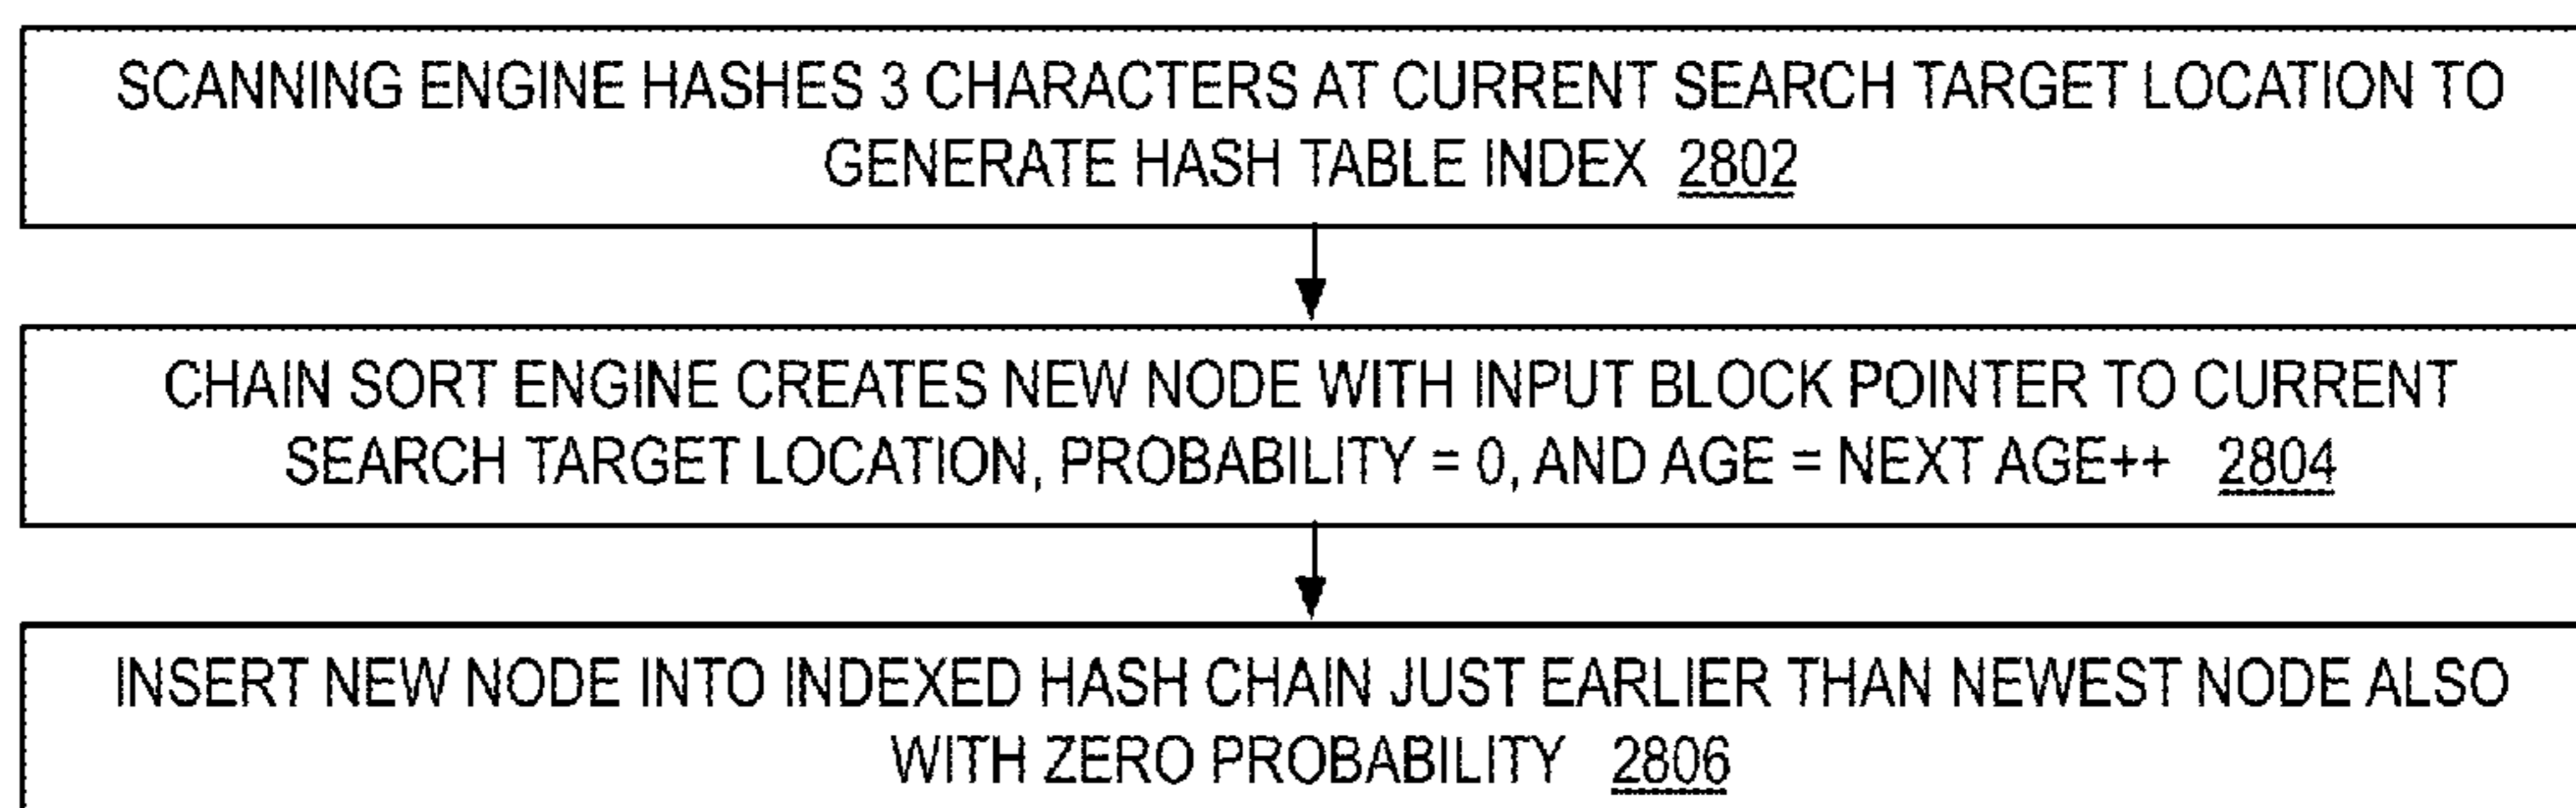 SCANNING ENGINE HASHES 3 CHARACTERS AT CURRENT SEARCH TARGET LOCATION TO
GENERATE HASH TABLE INDEX 2802
CHAIN SORT ENGINE CREATES NEW NODE WITH INPUT BLOCK POINTER TO CURRENT
SEARCH TARGET LOCATION, PROBABILITY = 0, AND AGE = NEXT AGE++ 2804
INSERT NEW NODE INTO INDEXED HASH CHAIN JUST EARLIER THAN NEWEST NODE ALSO
WITH ZERO PROBABILITY 2806